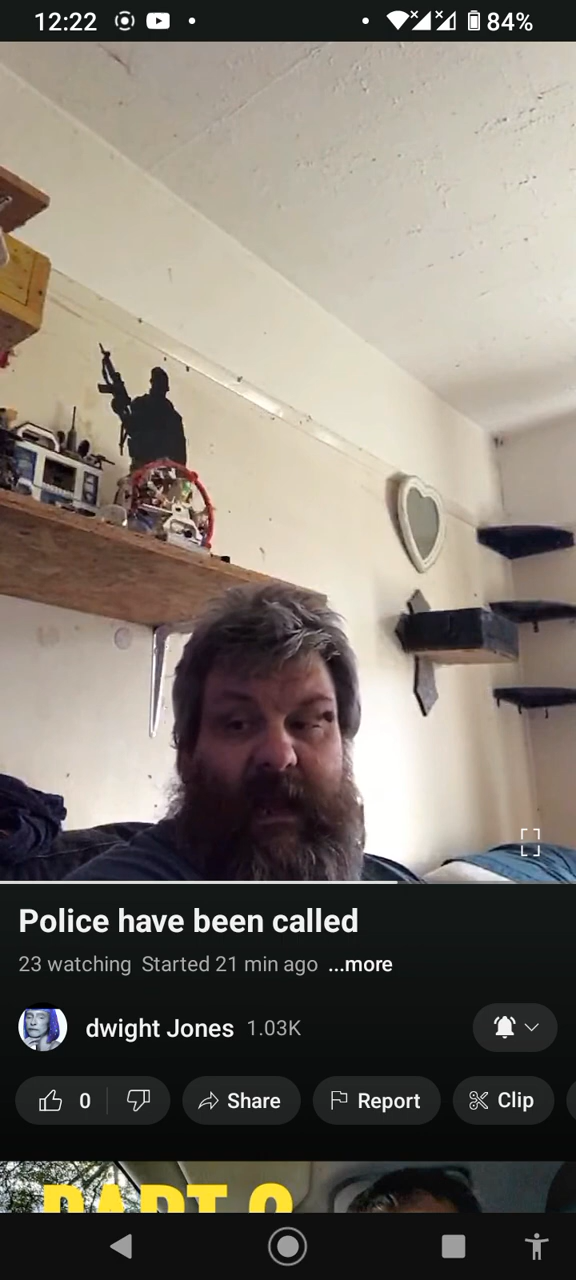 12:22
84%
Police have been called
23 watching Started 21 min ago ...more
dwight Jones 1.03K
0 Share Report Clip